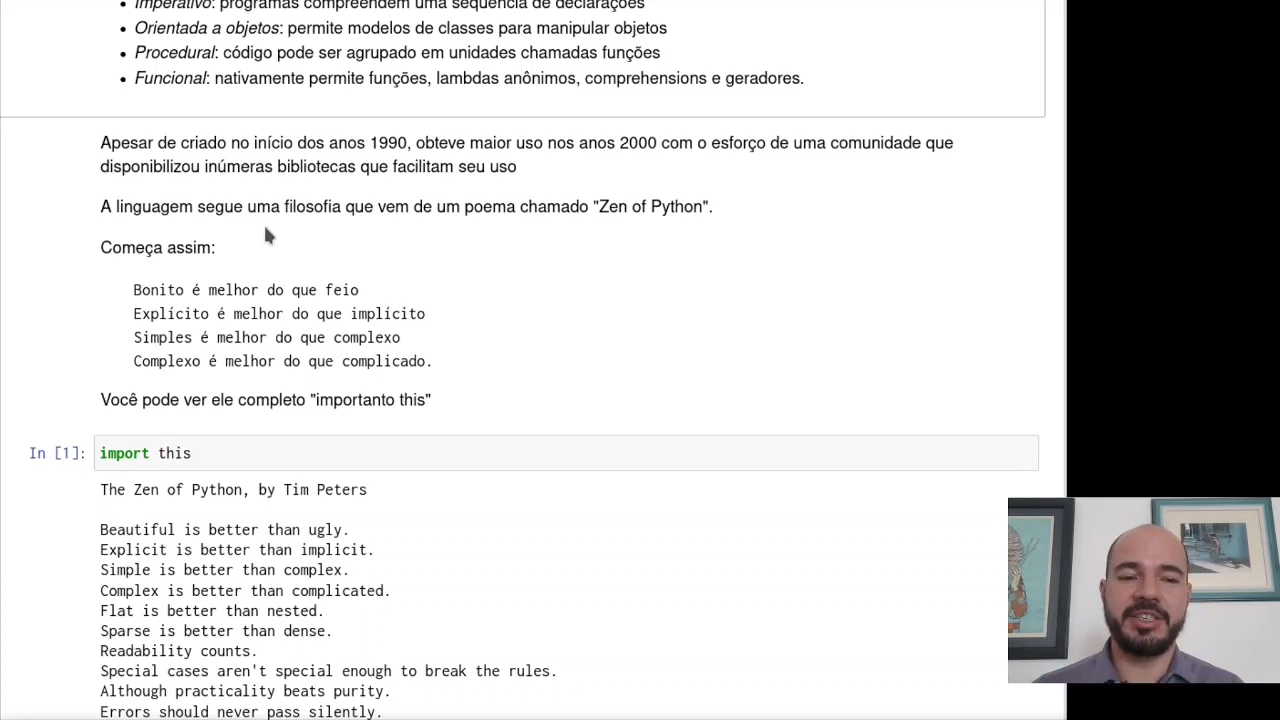 Imperativo: programas compreendem uma sequência de declarações
Orientada a objetos: permite modelos de classes para manipular objetos
Procedural: código pode ser agrupado em unidades chamadas funções
Funcional: nativamente permite funções, lambdas anônimos, comprehensions e geradores.
Apesar de criado no início dos anos 1990, obteve maior uso nos anos 2000 com o esforço de uma comunidade que
disponibilizou inúmeras bibliotecas que facilitam seu uso
A linguagem segue uma filosofia que vem de um poema chamado "Zen of Python".
Começa assim:
Bonito é melhor do que feio
Explícito é melhor do que implícito
Simples é melhor do que complexo
Complexo é melhor do que complicado.
Você pode ver ele completo "importanto this"
In [1]: import this
The Zen of Python, by Tim Peters
Beautiful is better than ugly.
Explicit is better than implicit.
Simple is better than complex.
Complex is better than complicated.
Flat is better than nested.
Sparse is better than dense.
Readability counts.
Special cases aren't special enough to break the rules.
Although practicality beats purity.
Errors should never pass silently.